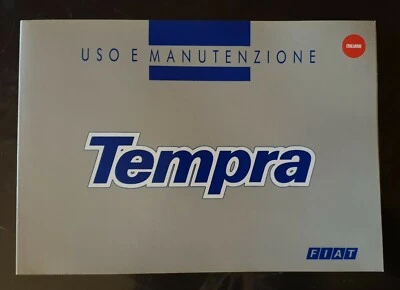 USO E MANUTENZIONE
ITALIANO
Tempra
FIAT